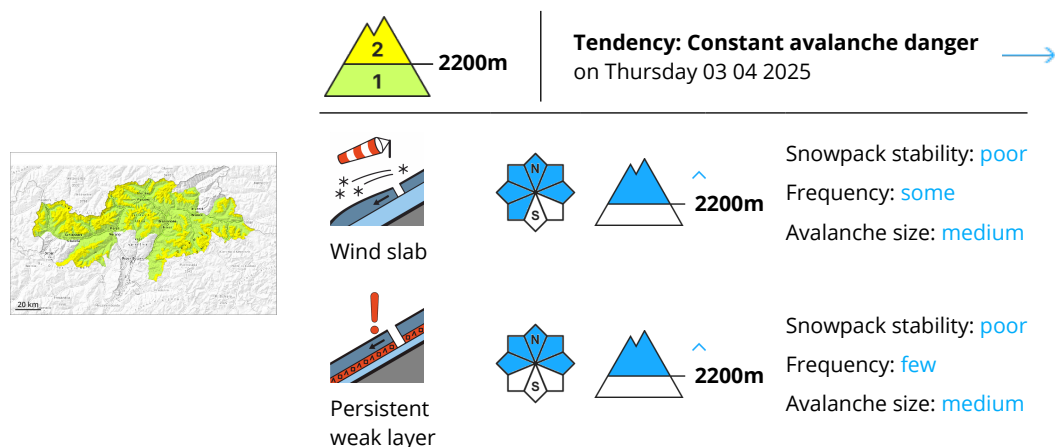 2
1
2200m
Tendency: Constant avalanche danger
on Thursday 03 04 2025
20 km
Wind slab
N
S
2200m
Snowpack stability: poor
Frequency: some
Avalanche size: medium
Persistent
weak layer
N
S
2200m
Snowpack stability: poor
Frequency: few
Avalanche size: medium